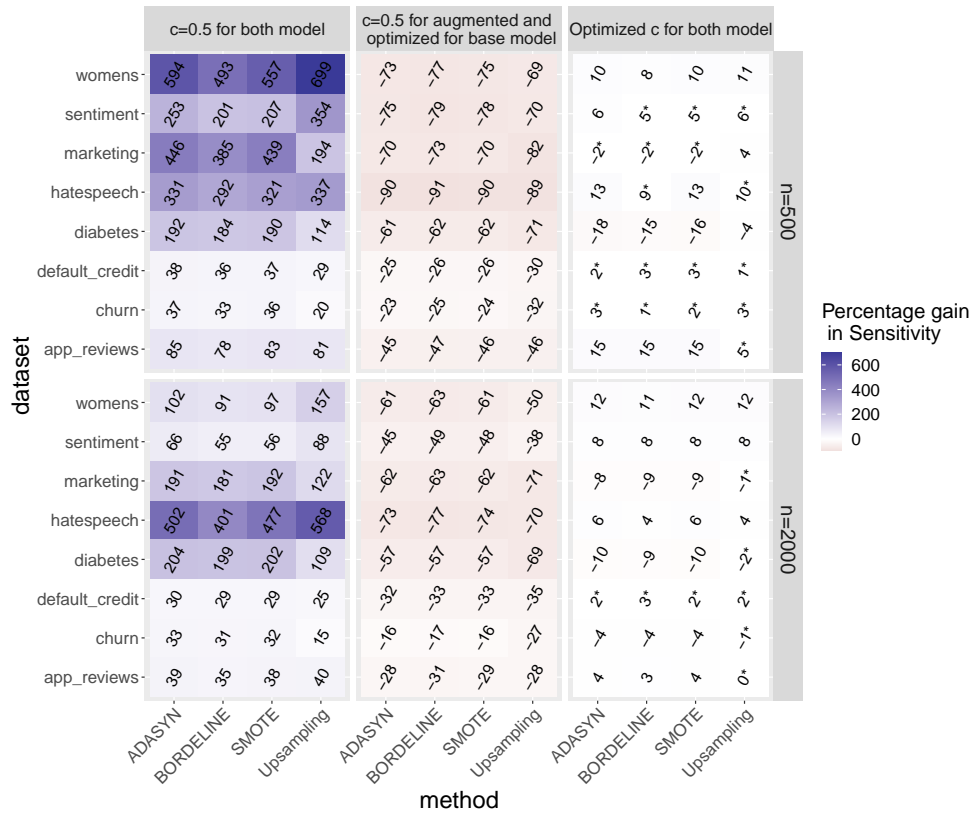 c=0.5 for both model
c=0.5 for augmented and
optimized for base model
Optimized c for both model
womens 594 493 557 699 −73 −77 −75 −69 10 8 10 11
sentiment 253 201 207 354 −75 −79 −78 −70 6 5* 5* 6*
marketing 446 385 439 194 −70 −73 −70 −82 −2* −2* −2* 4
hatespeech 331 292 321 337 −90 −91 −90 −89 13 9* 13 10*
diabetes 192 184 190 114 −61 −62 −62 −71 −18 −15 −16 −4
default_credit 38 36 37 29 −25 −26 −26 −30 2* 3* 3* 1*
churn 37 33 36 20 −23 −25 −24 −32 3* 1* 2* 3*
app_reviews 85 78 83 81 −45 −47 −46 −46 15 15 15 5*
n=500
womens 102 91 97 157 −61 −63 −61 −50 12 11 12 12
sentiment 66 55 56 88 −45 −49 −48 −38 8 8 8 8
marketing 191 181 192 122 −62 −63 −62 −71 −8 −9 −9 −1*
hatespeech 502 401 477 568 −73 −77 −74 −70 6 4 6 4
diabetes 204 199 202 109 −57 −57 −57 −69 −10 −9 −10 −2*
default_credit 30 29 29 25 −32 −33 −33 −35 2* 3* 2* 2*
churn 33 31 32 15 −16 −17 −16 −27 −4 −4 −4 −1*
app_reviews 39 35 38 40 −28 −31 −29 −28 4 3 4 0*
n=2000
ADASYN BORDELINE SMOTE Upsampling ADASYN BORDELINE SMOTE Upsampling ADASYN BORDELINE SMOTE Upsampling
method
dataset
Percentage gain
in Sensitivity
600
400
200
0